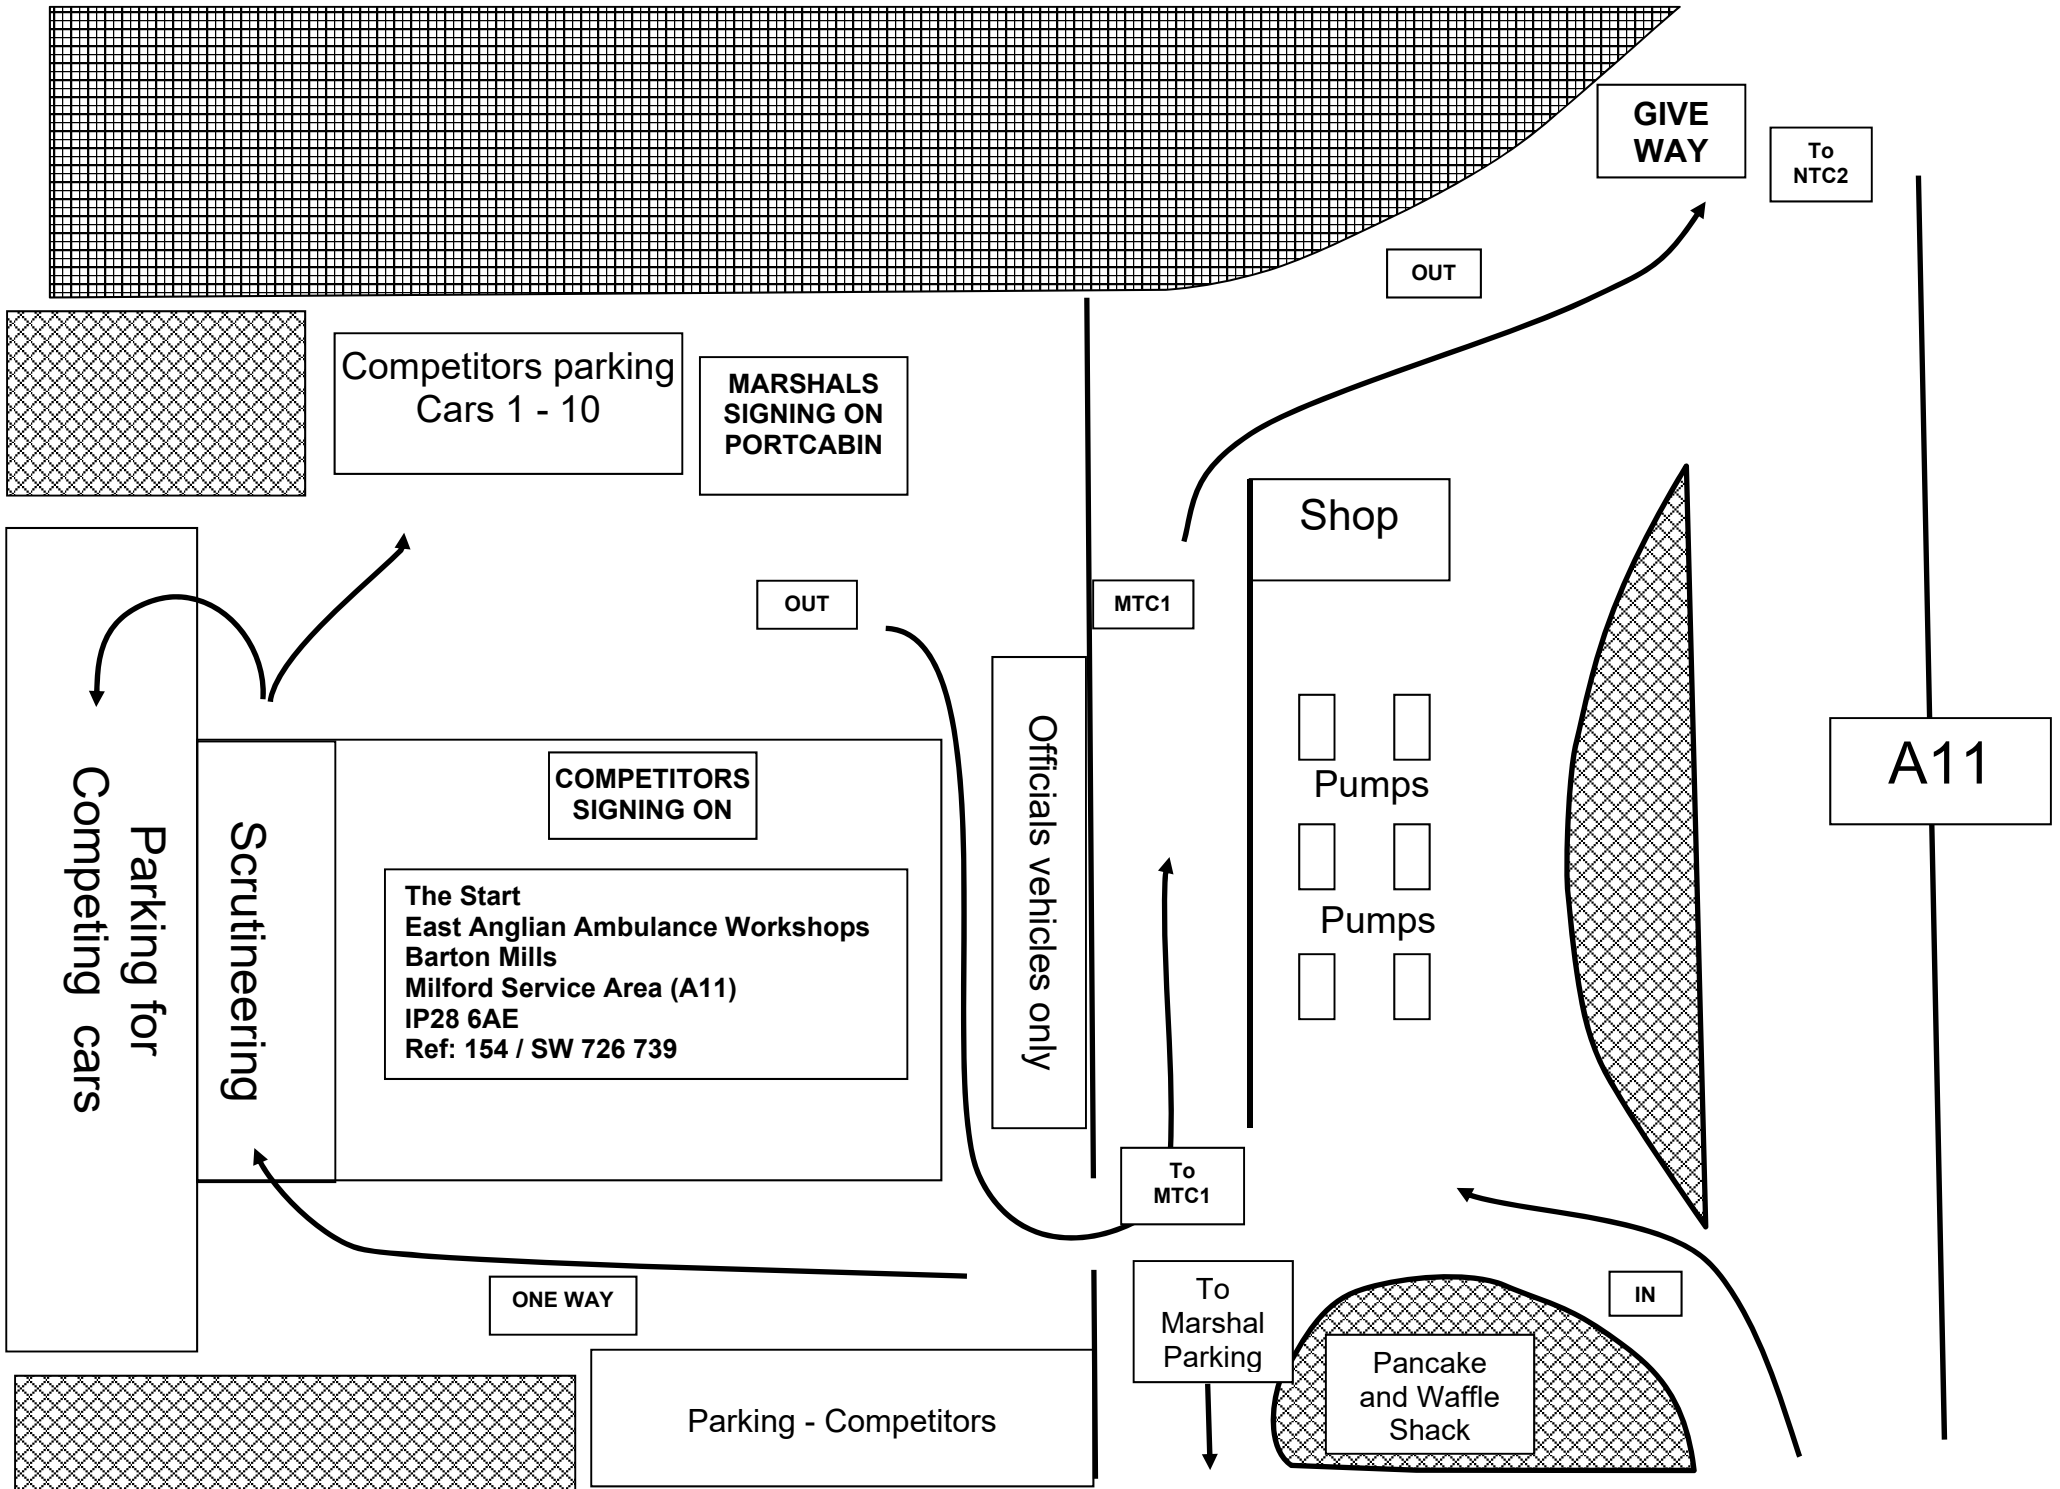 GIVE
WAY
To
NTC2
OUT
Competitors parking
Cars 1 - 10
MARSHALS
SIGNING ON
PORTCABIN
Shop
OUT
MTC1
Officials vehicles only
Pumps
A11
COMPETITORS
SIGNING ON
Parking for
Competing cars
Scrutineering
The Start
East Anglian Ambulance Workshops
Barton Mills
Milford Service Area (A11)
IP28 6AE
Ref: 154 / SW 726 739
Pumps
To
MTC1
ONE WAY
To
Marshal
Parking
IN
Pancake
and Waffle
Shack
Parking - Competitors